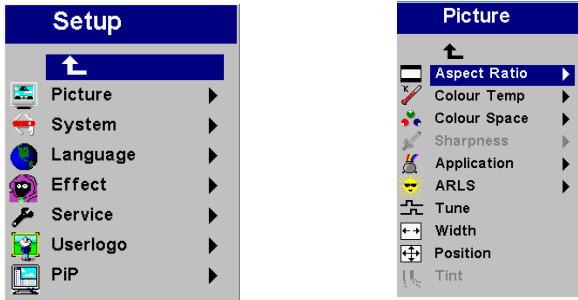 Setup
Picture
System
Language
Effect
Service
Userlogo
PiP
Picture
Aspect Ratio
K
Colour Temp
Colour Space
Sharpness
Application
ARLS
Tune
Width
Position
Tint